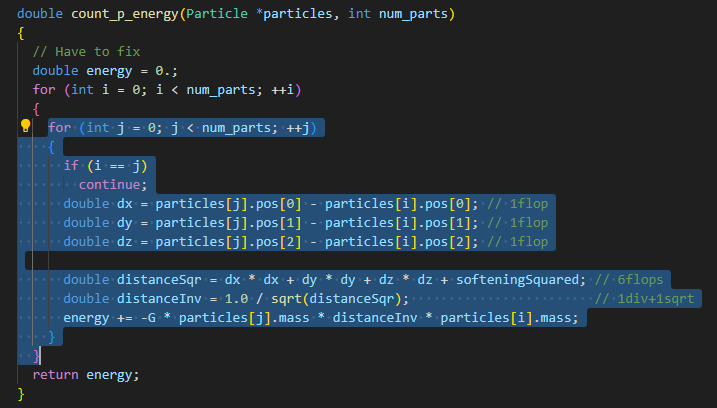 double count_p_energy(Particle *particles, int num_parts)
{
  // Have to fix
  double energy = 0.;
  for (int i = 0; i < num_parts; ++i)
  {
    for (int j = 0; j < num_parts; ++j)
    {
      if (i == j)
        continue;
      double dx = particles[j].pos[0] - particles[i].pos[0]; // 1flop
      double dy = particles[j].pos[1] - particles[i].pos[1]; // 1flop
      double dz = particles[j].pos[2] - particles[i].pos[2]; // 1flop

      double distanceSqr = dx * dx + dy * dy + dz * dz + softeningSquared; // 6flops
      double distanceInv = 1.0 / sqrt(distanceSqr);                        // 1div+1sqrt
      energy += -G * particles[j].mass * distanceInv * particles[i].mass;
    }
  }
  return energy;
}